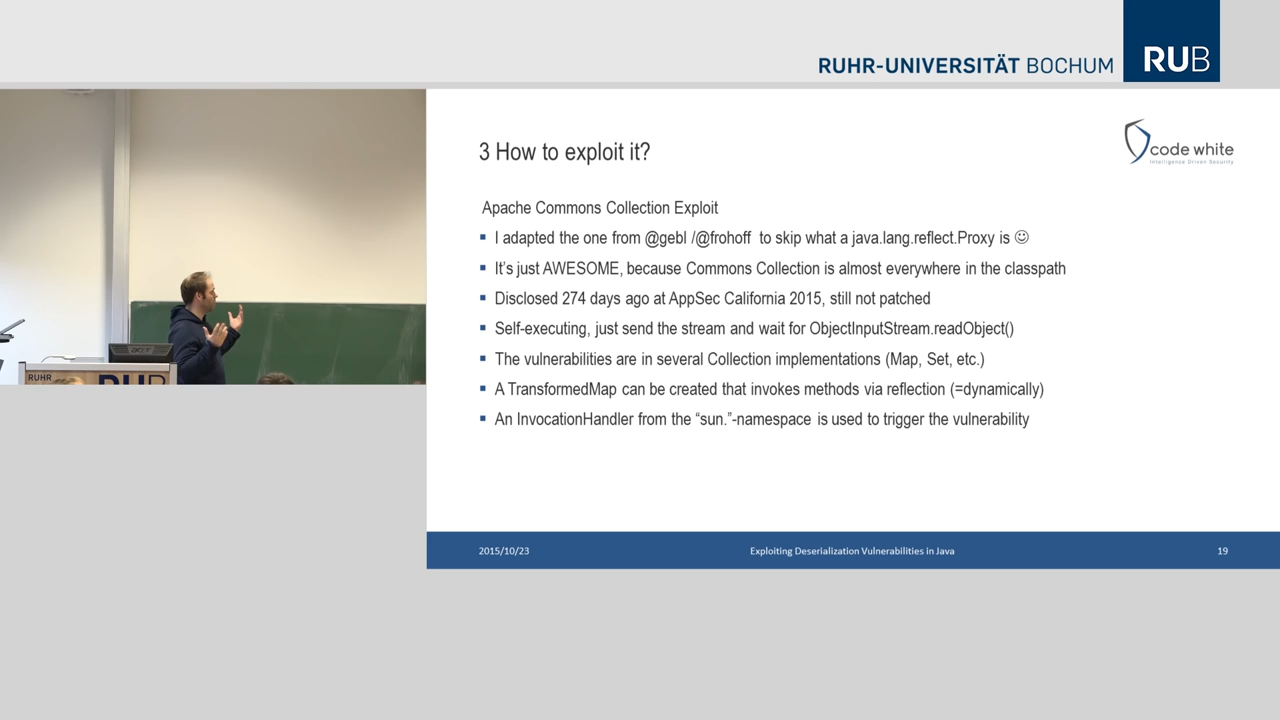 RUHR-UNIVERSITÄT BOCHUM
RUB
3 How to exploit it?
code white
Intelligence Driven Security
Apache Commons Collection Exploit
▪ I adapted the one from @gebl /@frohoff to skip what a java.lang.reflect.Proxy is ☺
▪ It's just AWESOME, because Commons Collection is almost everywhere in the classpath
▪ Disclosed 274 days ago at AppSec California 2015, still not patched
▪ Self-executing, just send the stream and wait for ObjectInputStream.readObject()
▪ The vulnerabilities are in several Collection implementations (Map, Set, etc.)
▪ A TransformedMap can be created that invokes methods via reflection (=dynamically)
▪ An InvocationHandler from the “sun.”-namespace is used to trigger the vulnerability
RUHR
RUB
2015/10/23 Exploiting Deserialization Vulnerabilities in Java 19